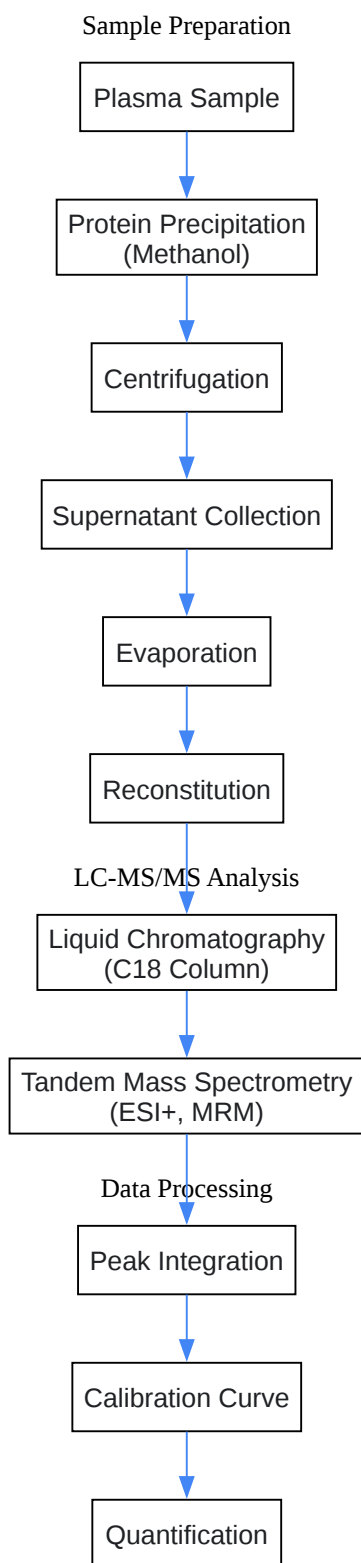 Sample Preparation
Plasma Sample
Protein Precipitation
(Methanol)
Centrifugation
Supernatant Collection
Evaporation
Reconstitution
LC-MS/MS Analysis
Liquid Chromatography
(C18 Column)
Tandem Mass Spectrometry
(ESI+, MRM)
Data Processing
Peak Integration
Calibration Curve
Quantification